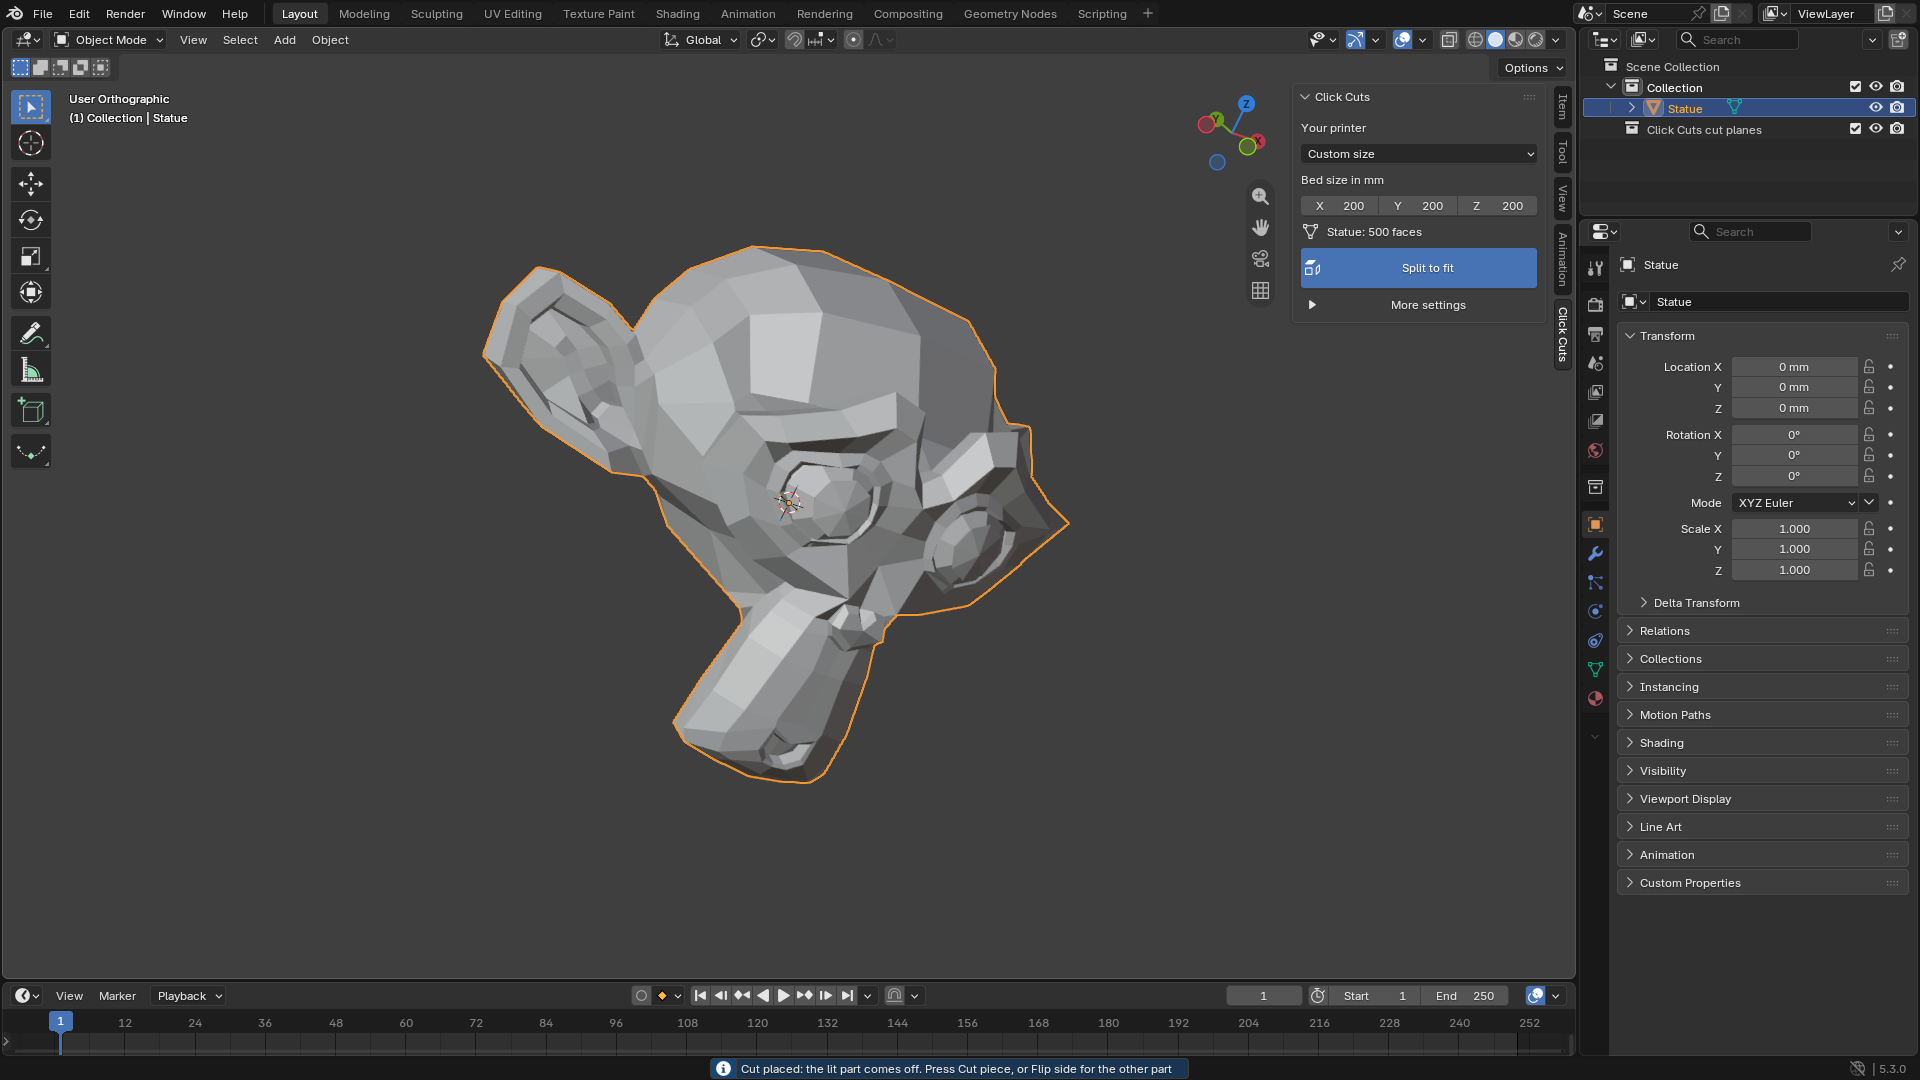 File Edit Render Window Help Layout Modeling Sculpting UV Editing Texture Paint Shading Animation Rendering Compositing Geometry Nodes Scripting + Scene ViewLayer
Object Mode View Select Add Object Global Search
Options
User Orthographic
(1) Collection | Statue
Z
Y
X
Click Cuts
Your printer
Custom size
Bed size in mm
X 200 Y 200 Z 200
Statue: 500 faces
Split to fit
More settings
Item
Tool
View
Animation
Click Cuts
Scene Collection
Collection
Statue
Click Cuts cut planes
Search
Statue
Statue
Transform
Location X 0 mm
Y 0 mm
Z 0 mm
Rotation X 0°
Y 0°
Z 0°
Mode XYZ Euler
Scale X 1.000
Y 1.000
Z 1.000
Delta Transform
Relations
Collections
Instancing
Motion Paths
Shading
Visibility
Viewport Display
Line Art
Animation
Custom Properties
View Marker Playback 1 Start 1 End 250
1 12 24 36 48 60 72 84 96 108 120 132 144 156 168 180 192 204 216 228 240 252
Cut placed: the lit part comes off. Press Cut piece, or Flip side for the other part
5.3.0